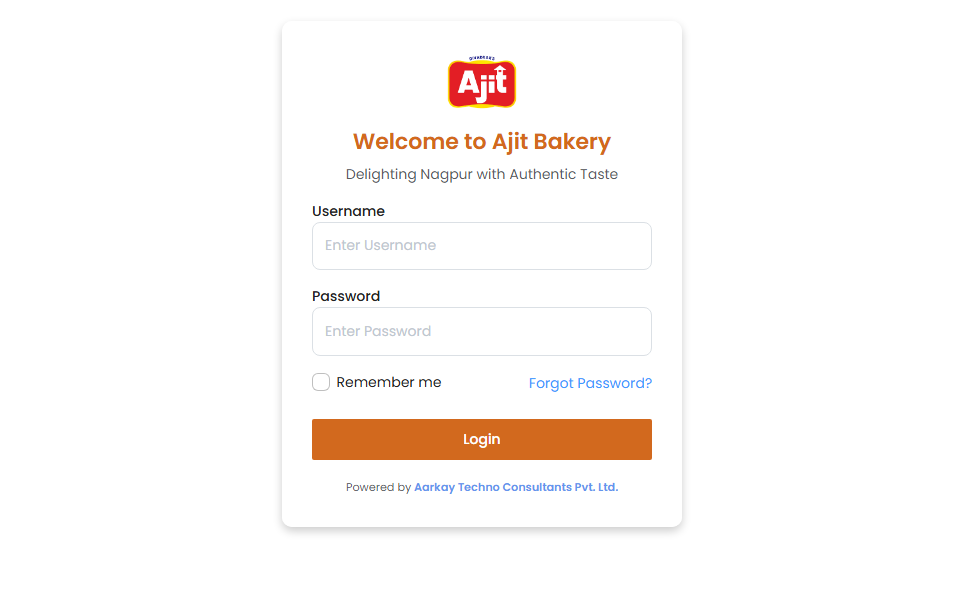 Ajit
Welcome to Ajit Bakery
Delighting Nagpur with Authentic Taste
Username
Enter Username
Password
Enter Password
Remember me
Forgot Password?
Login
Powered by Aarkay Techno Consultants Pvt. Ltd.